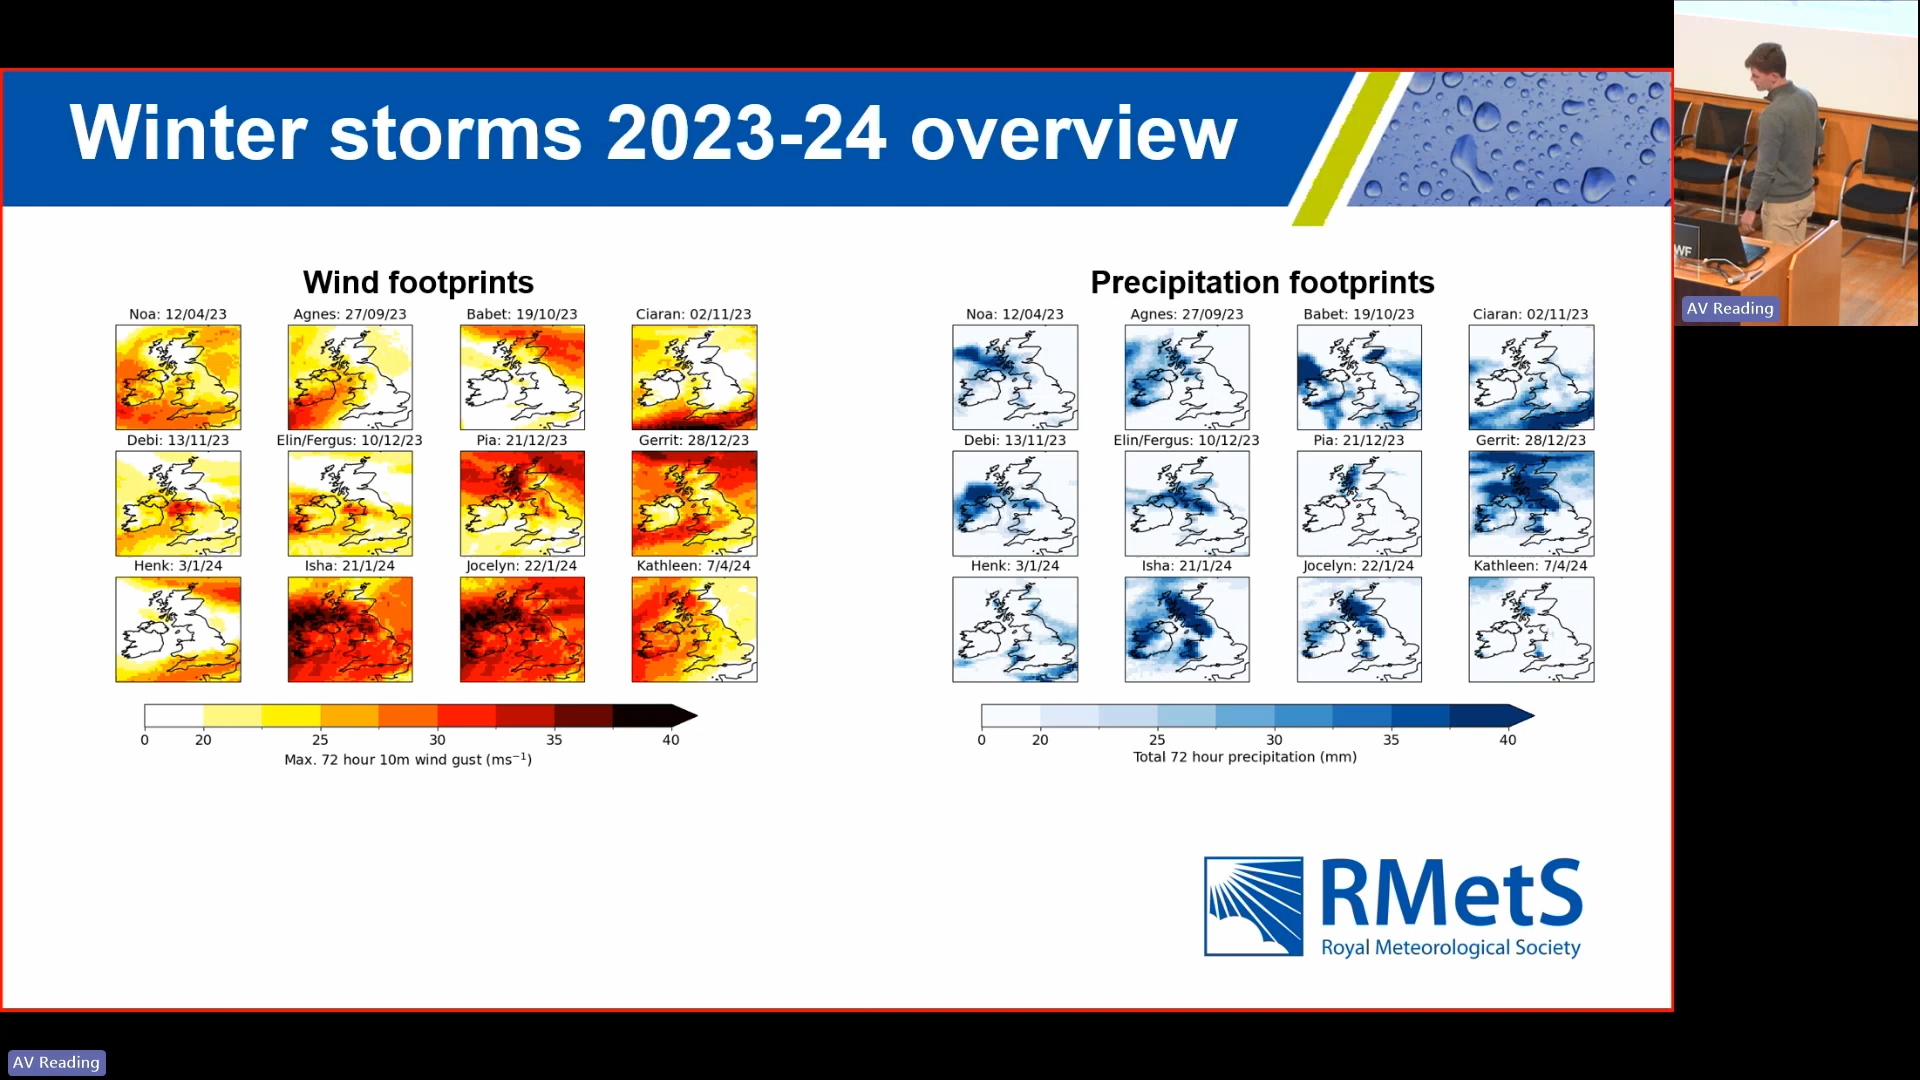 Winter storms 2023-24 overview
Wind footprints
Noa: 12/04/23 Agnes: 27/09/23 Babet: 19/10/23 Ciaran: 02/11/23
Debi: 13/11/23 Elin/Fergus: 10/12/23 Pia: 21/12/23 Gerrit: 28/12/23
Henk: 3/1/24 Isha: 21/1/24 Jocelyn: 22/1/24 Kathleen: 7/4/24
0 20 25 30 35 40
Max. 72 hour 10m wind gust (ms⁻¹)
Precipitation footprints
Noa: 12/04/23 Agnes: 27/09/23 Babet: 19/10/23 Ciaran: 02/11/23
Debi: 13/11/23 Elin/Fergus: 10/12/23 Pia: 21/12/23 Gerrit: 28/12/23
Henk: 3/1/24 Isha: 21/1/24 Jocelyn: 22/1/24 Kathleen: 7/4/24
0 20 25 30 35 40
Total 72 hour precipitation (mm)
RMetS
Royal Meteorological Society
WF
AV Reading
AV Reading